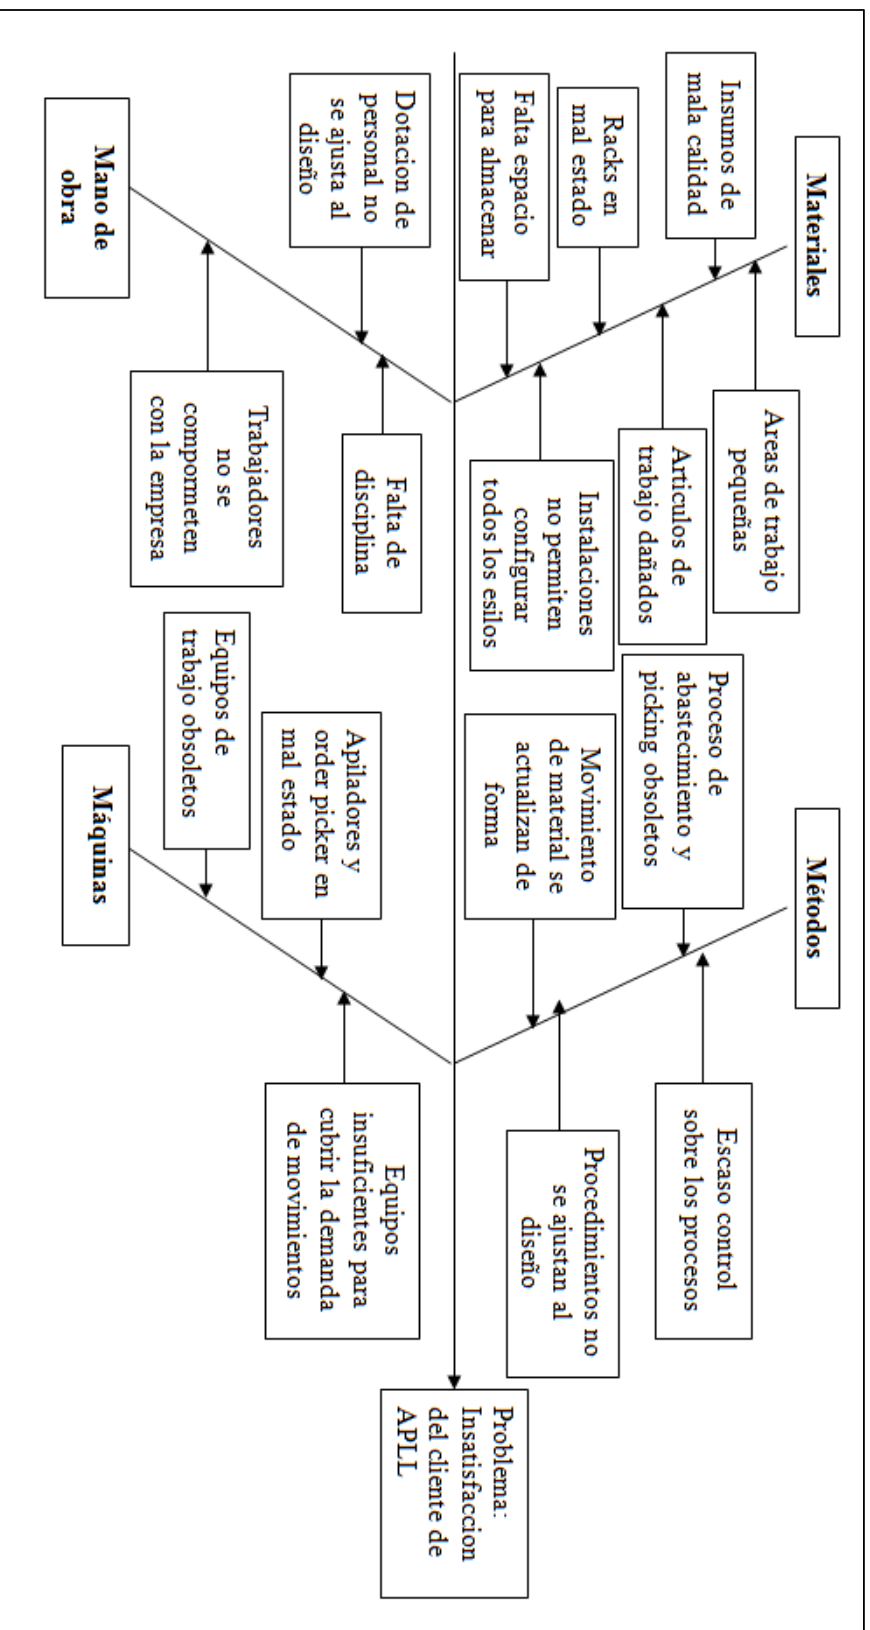 Materiales
Insumos de
mala calidad
Racks en
mal estado
Falta espacio
para almacenar
Areas de trabajo
pequeñas
Articulos de
trabajo dañados
Instalaciones
no permiten
configurar
todos los esilos
Métodos
Proceso de
abastecimiento y
picking obsoletos
Movimiento
de material se
actualizan de
forma
Escaso control
sobre los procesos
Procedimientos no
se ajustan al
diseño
Problema:
Insatisfaccion
del cliente de
APLL
Dotacion de
personal no
se ajusta al
diseño
Falta de
disciplina
Trabajadores
no se
compormeten
con la empresa
Mano de
obra
Apiladores y
order picker en
mal estado
Equipos de
trabajo obsoletos
Equipos
insuficientes para
cubrir la demanda
de movimientos
Máquinas